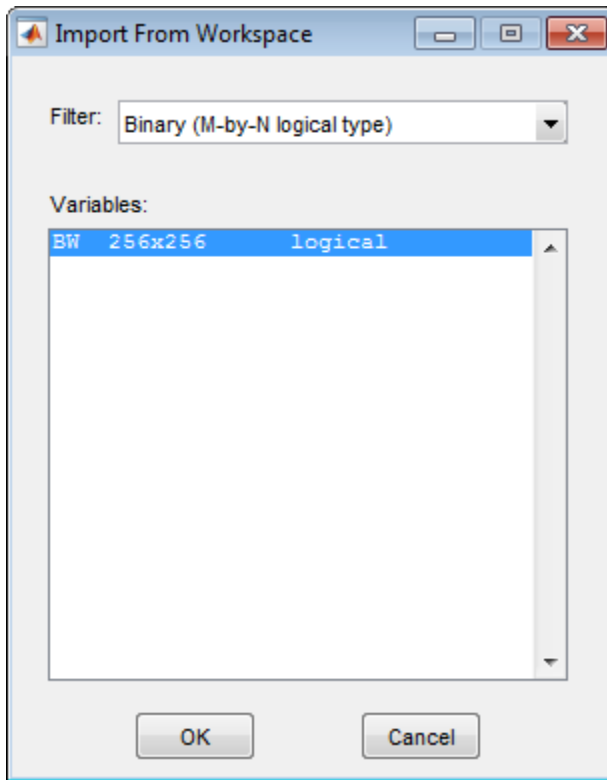 Import From Workspace
Filter: Binary (M-by-N logical type)
Variables:
BW 256x256 logical
OK Cancel